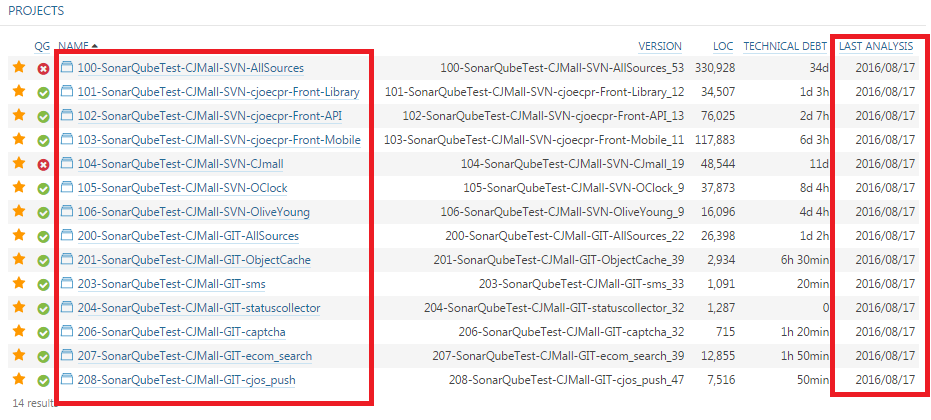 PROJECTS
QG NAME VERSION LOC TECHNICAL DEBT LAST ANALYSIS
100-SonarQubeTest-CJMall-SVN-AllSources 100-SonarQubeTest-CJMall-SVN-AllSources_53 330,928 34d 2016/08/17
101-SonarQubeTest-CJMall-SVN-cjoecpr-Front-Library 101-SonarQubeTest-CJMall-SVN-cjoecpr-Front-Library_12 34,507 1d 3h 2016/08/17
102-SonarQubeTest-CJMall-SVN-cjoecpr-Front-API 102-SonarQubeTest-CJMall-SVN-cjoecpr-Front-API_13 76,025 2d 7h 2016/08/17
103-SonarQubeTest-CJMall-SVN-cjoecpr-Front-Mobile 103-SonarQubeTest-CJMall-SVN-cjoecpr-Front-Mobile_11 117,883 6d 3h 2016/08/17
104-SonarQubeTest-CJMall-SVN-CJmall 104-SonarQubeTest-CJMall-SVN-CJmall_19 48,544 11d 2016/08/17
105-SonarQubeTest-CJMall-SVN-OClock 105-SonarQubeTest-CJMall-SVN-OClock_9 37,873 8d 4h 2016/08/17
106-SonarQubeTest-CJMall-SVN-OliveYoung 106-SonarQubeTest-CJMall-SVN-OliveYoung_9 16,096 4d 4h 2016/08/17
200-SonarQubeTest-CJMall-GIT-AllSources 200-SonarQubeTest-CJMall-GIT-AllSources_22 26,398 1d 2h 2016/08/17
201-SonarQubeTest-CJMall-GIT-ObjectCache 201-SonarQubeTest-CJMall-GIT-ObjectCache_39 2,934 6h 30min 2016/08/17
203-SonarQubeTest-CJMall-GIT-sms 203-SonarQubeTest-CJMall-GIT-sms_33 1,091 20min 2016/08/17
204-SonarQubeTest-CJMall-GIT-statuscollector 204-SonarQubeTest-CJMall-GIT-statuscollector_32 1,287 0 2016/08/17
206-SonarQubeTest-CJMall-GIT-captcha 206-SonarQubeTest-CJMall-GIT-captcha_32 715 1h 20min 2016/08/17
207-SonarQubeTest-CJMall-GIT-ecom_search 207-SonarQubeTest-CJMall-GIT-ecom_search_39 12,855 1h 50min 2016/08/17
208-SonarQubeTest-CJMall-GIT-cjos_push 208-SonarQubeTest-CJMall-GIT-cjos_push_47 7,516 50min 2016/08/17
14 results